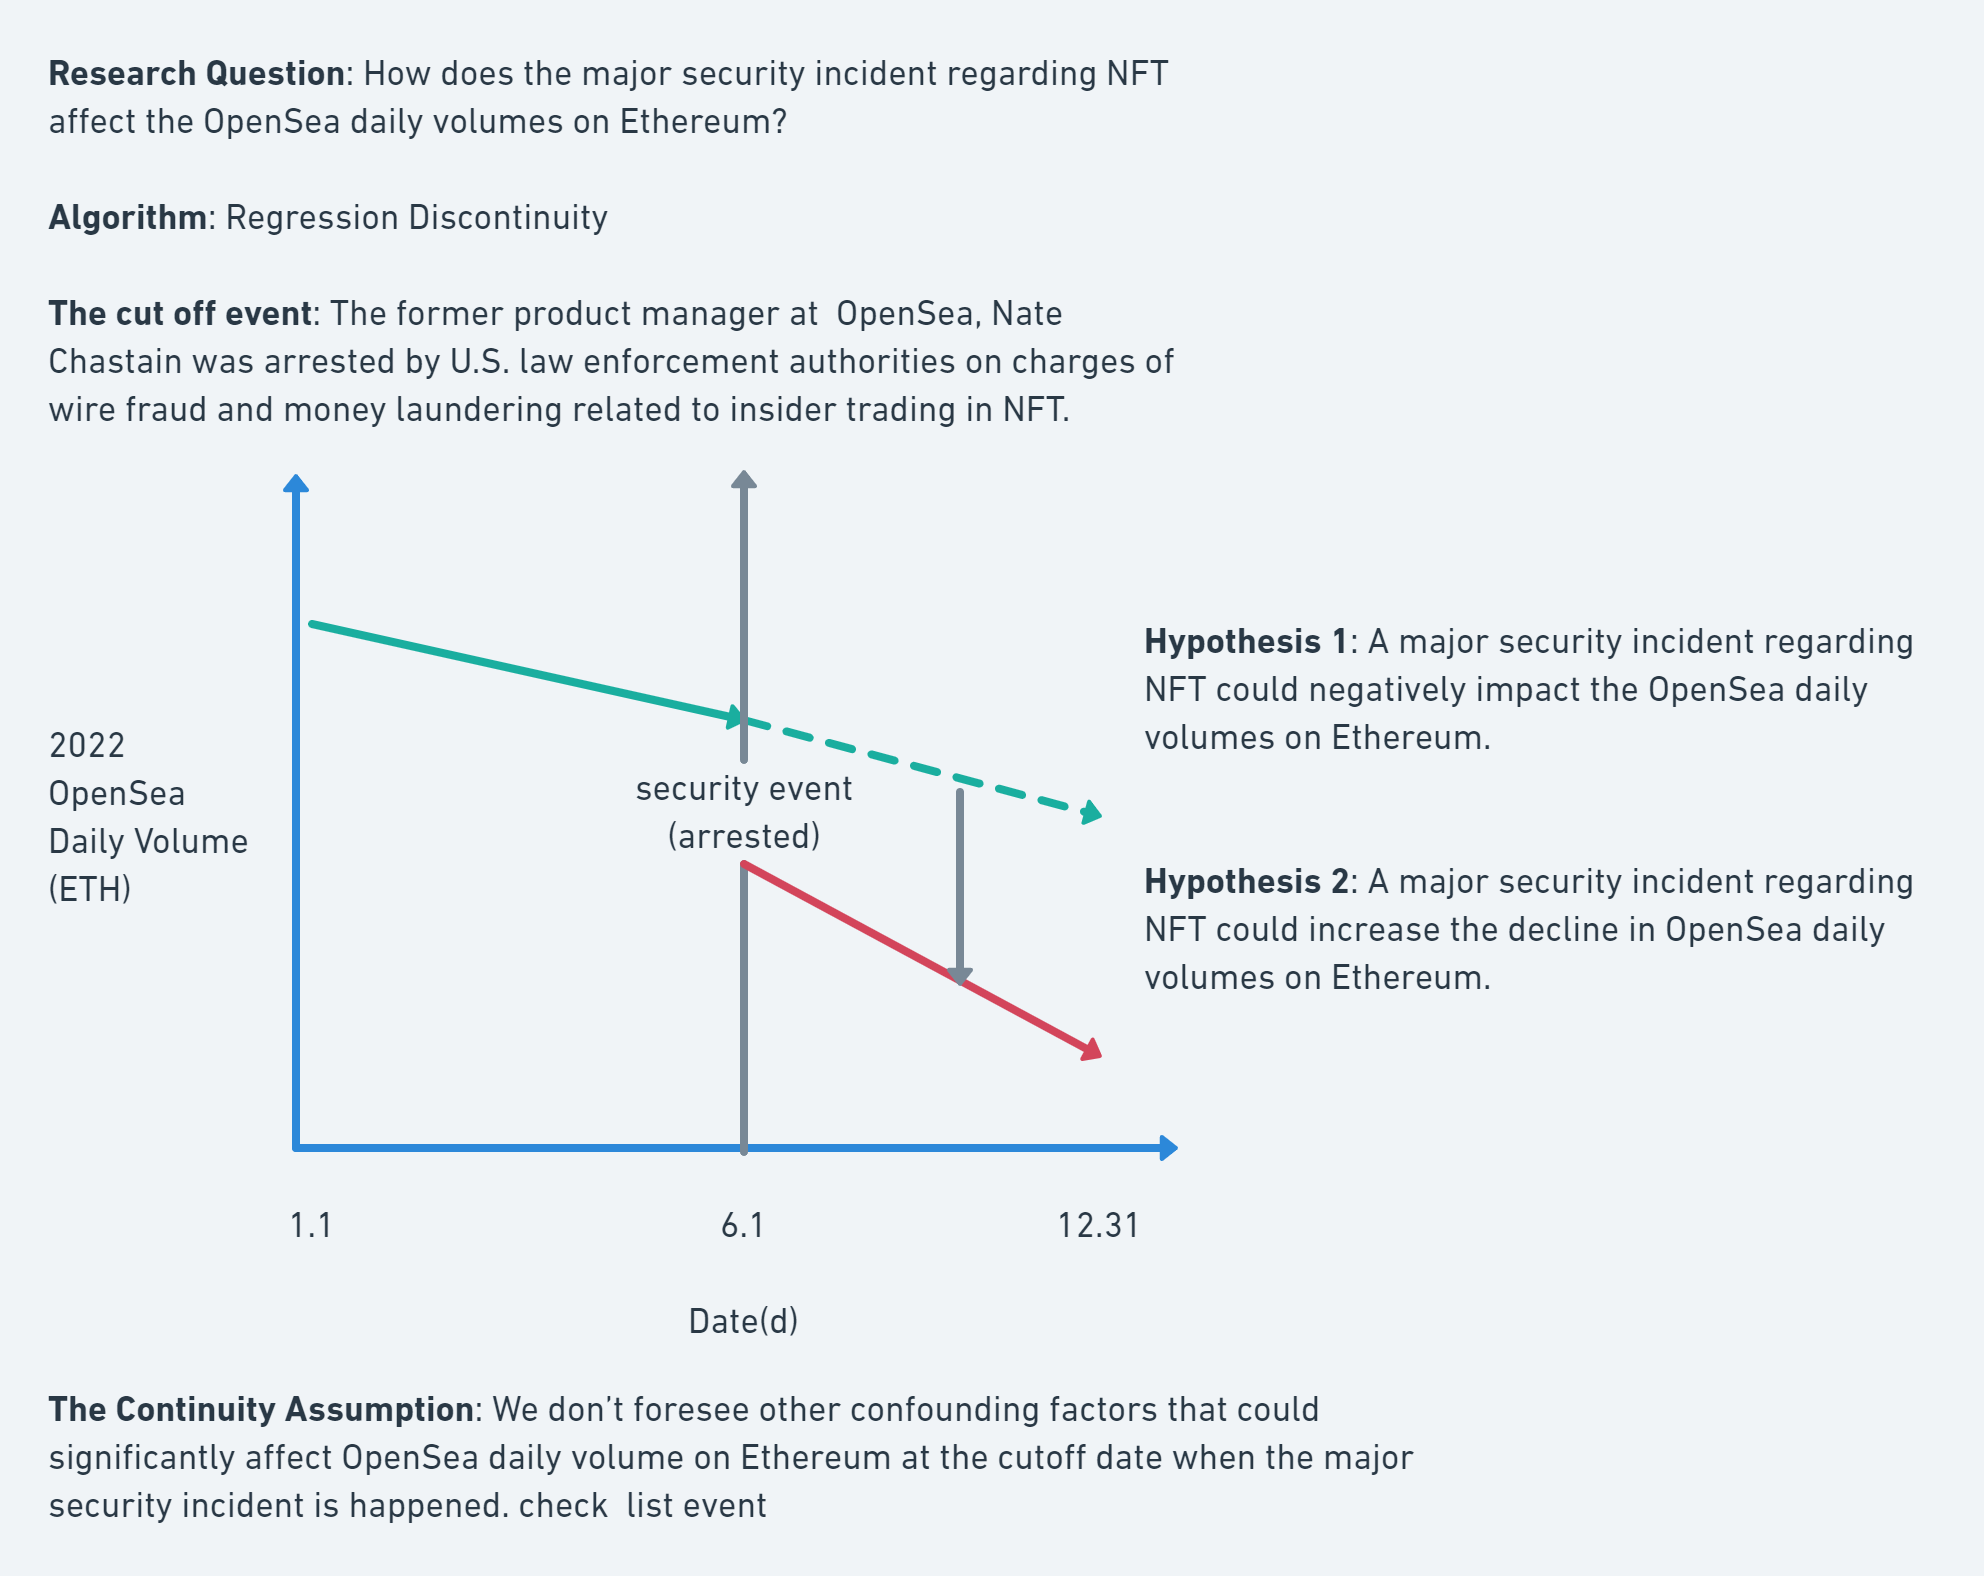 Research Question: How does the major security incident regarding NFT
affect the OpenSea daily volumes on Ethereum?
Algorithm: Regression Discontinuity
The cut off event: The former product manager at  OpenSea, Nate
Chastain was arrested by U.S. law enforcement authorities on charges of
wire fraud and money laundering related to insider trading in NFT.
Hypothesis 1: A major security incident regarding
NFT could negatively impact the OpenSea daily
volumes on Ethereum.
2022
OpenSea
Daily Volume
(ETH)
security event
(arrested)
Hypothesis 2: A major security incident regarding
NFT could increase the decline in OpenSea daily
volumes on Ethereum.
1.1
6.1
12.31
Date(d)
The Continuity Assumption: We don't foresee other confounding factors that could
significantly affect OpenSea daily volume on Ethereum at the cutoff date when the major
security incident is happened. check  list event